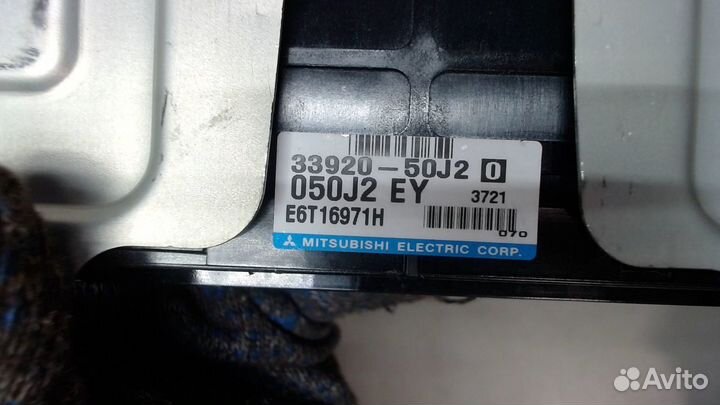 33920-50J2 0
050J2 EY 3721
E6T16971H
070
MITSUBISHI ELECTRIC CORP.
Avito